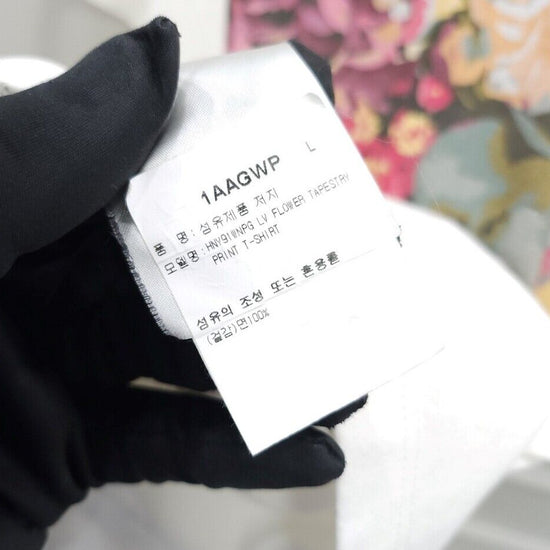 1AAGWP L
품 명 : 섬유제품 저지
모델명 : HNY91WNPG LV FLOWER TAPESTRY
PRINT T-SHIRT
섬유의 조성 또는 혼용률
(겉감)면100%